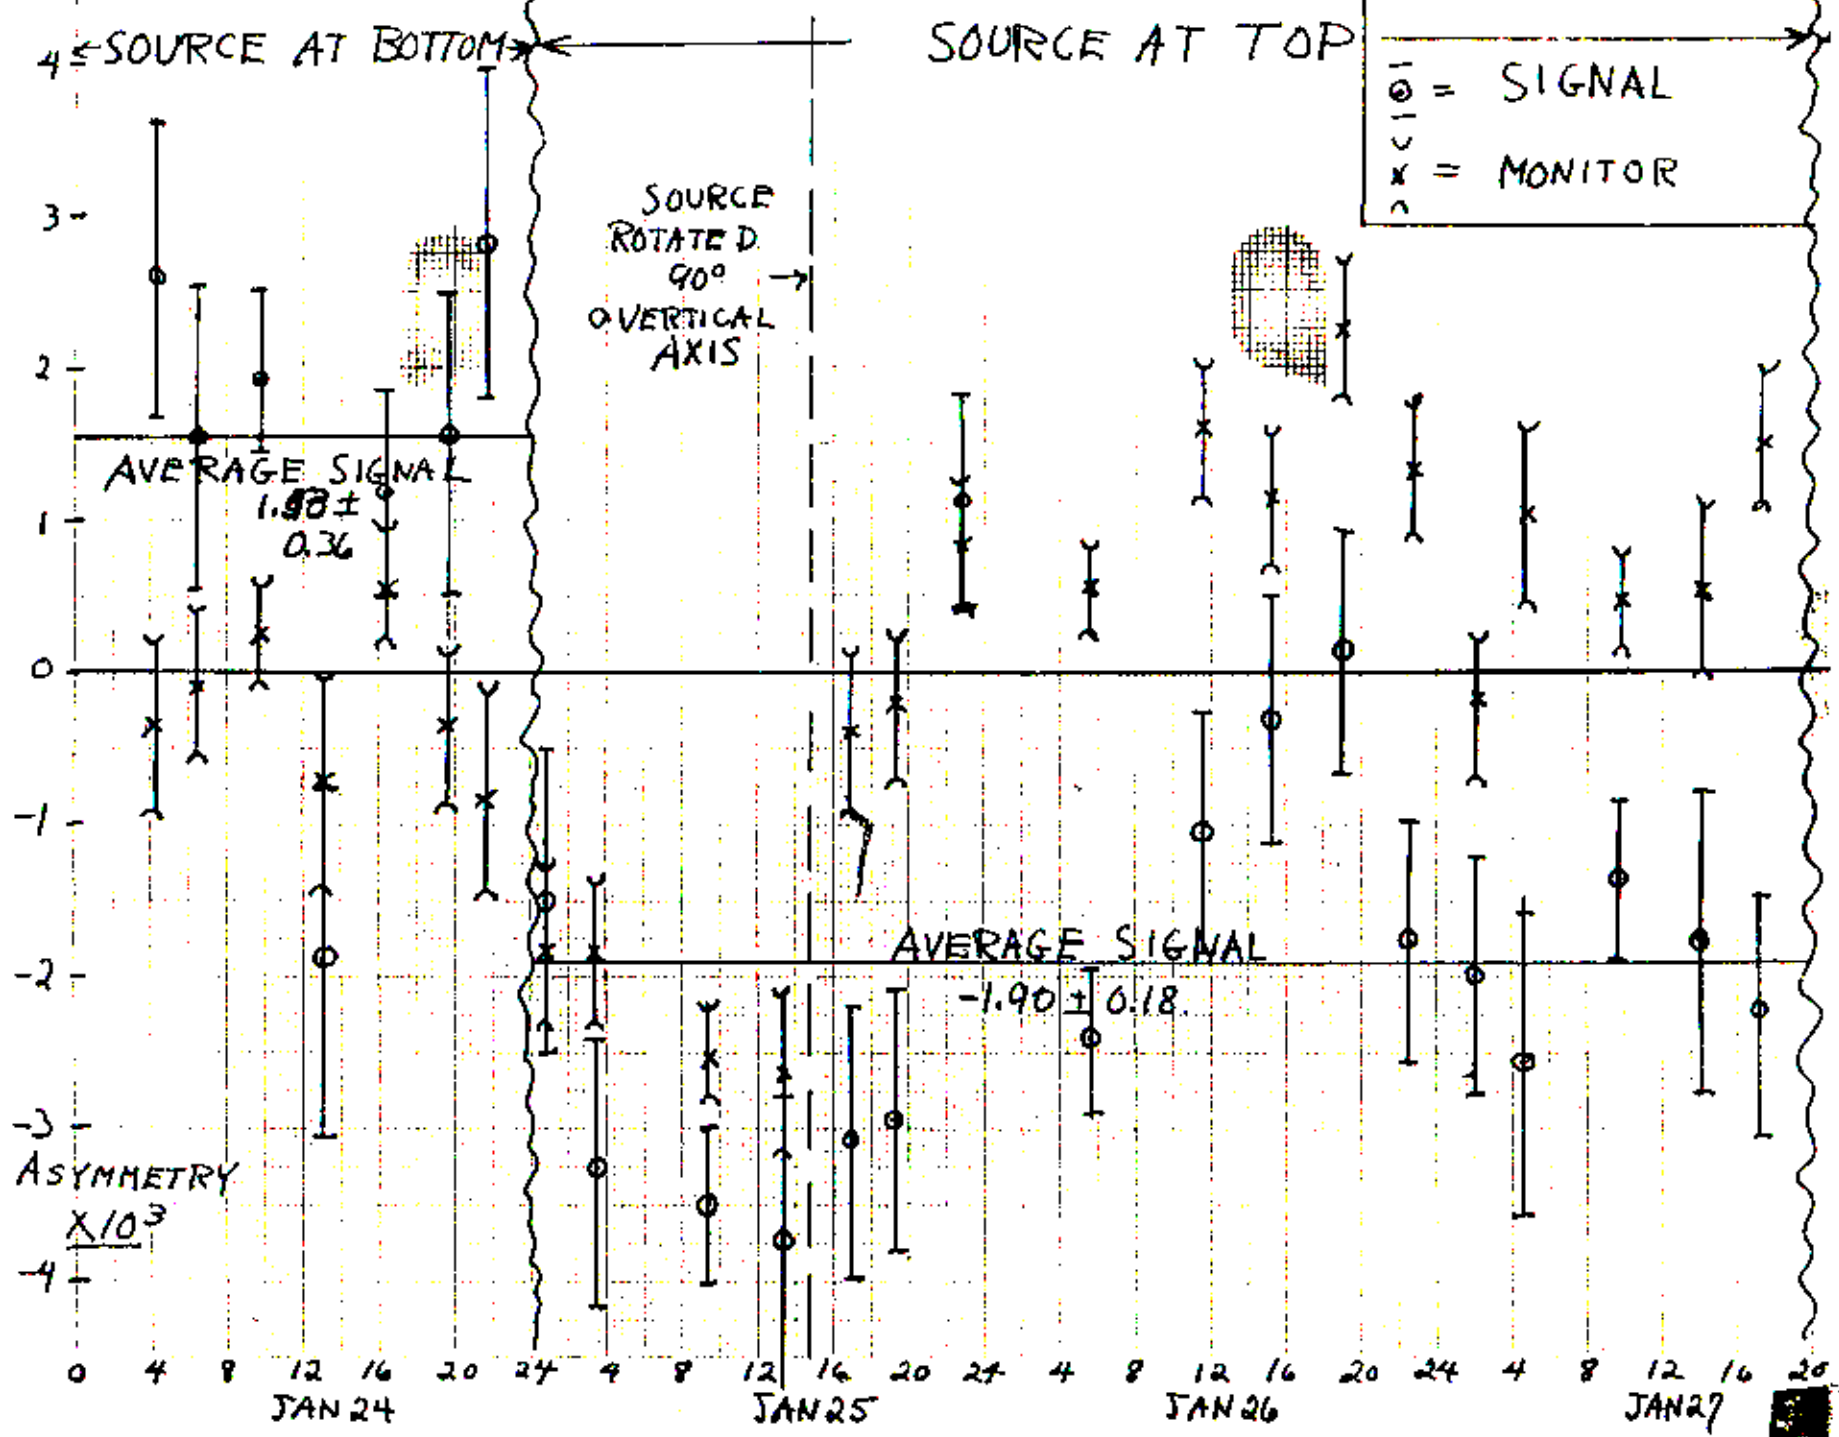 ←SOURCE AT BOTTOM→
SOURCE AT TOP
= SIGNAL
x = MONITOR
4
3
2
1
0
-1
-2
-3
-4
SOURCE
ROTATED
90° →
VERTICAL
AXIS
AVERAGE SIGNAL
±
0.36
AVERAGE SIGNAL
-1.90 ± 0.18
ASYMMETRY
X10³
0 4 8 12 16 20 24 4 8 12 16 20 24 4 8 12 16 20 24 4 8 12 16 20
JAN 24 JAN 25 JAN 26 JAN 27